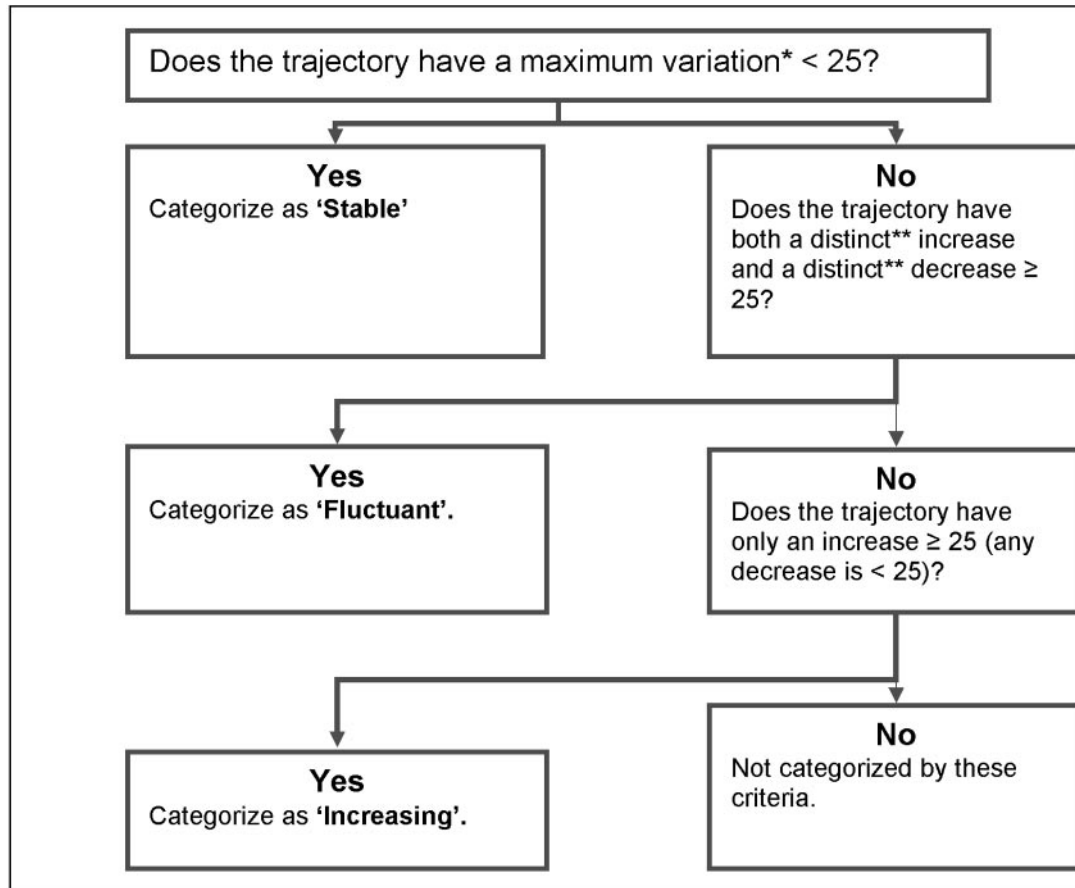 Does the trajectory have a maximum variation* < 25?
Yes
Categorize as ‘Stable’
No
Does the trajectory have
both a distinct** increase
and a distinct** decrease ≥
25?
Yes
Categorize as ‘Fluctuant’.
No
Does the trajectory have
only an increase ≥ 25 (any
decrease is < 25)?
Yes
Categorize as ‘Increasing’.
No
Not categorized by these
criteria.